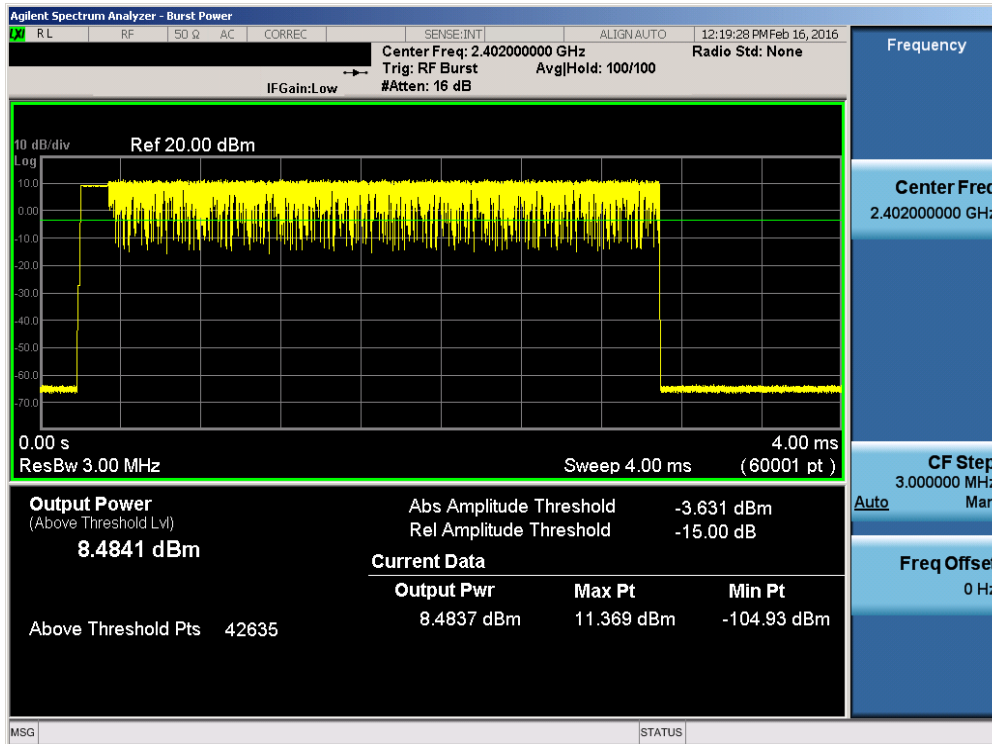 Agilent Spectrum Analyzer - Burst Power
LXI RL RF 50 Ω AC CORREC SENSE:INT ALIGN AUTO 12:19:28 PM Feb 16, 2016
Center Freq: 2.402000000 GHz Radio Std: None
Trig: RF Burst Avg|Hold: 100/100
IFGain:Low #Atten: 16 dB
Frequency
10 dB/div Ref 20.00 dBm
Log
10.0
0.00
-10.0
-20.0
-30.0
-40.0
-50.0
-60.0
-70.0
0.00 s 4.00 ms
ResBw 3.00 MHz Sweep 4.00 ms (60001 pt)
Center Freq
2.402000000 GHz
CF Step
3.000000 MHz
Auto Man
Freq Offset
0 Hz
Output Power
(Above Threshold Lvl)
8.4841 dBm
Above Threshold Pts 42635
Abs Amplitude Threshold -3.631 dBm
Rel Amplitude Threshold -15.00 dB
Current Data
Output Pwr Max Pt Min Pt
8.4837 dBm 11.369 dBm -104.93 dBm
MSG STATUS